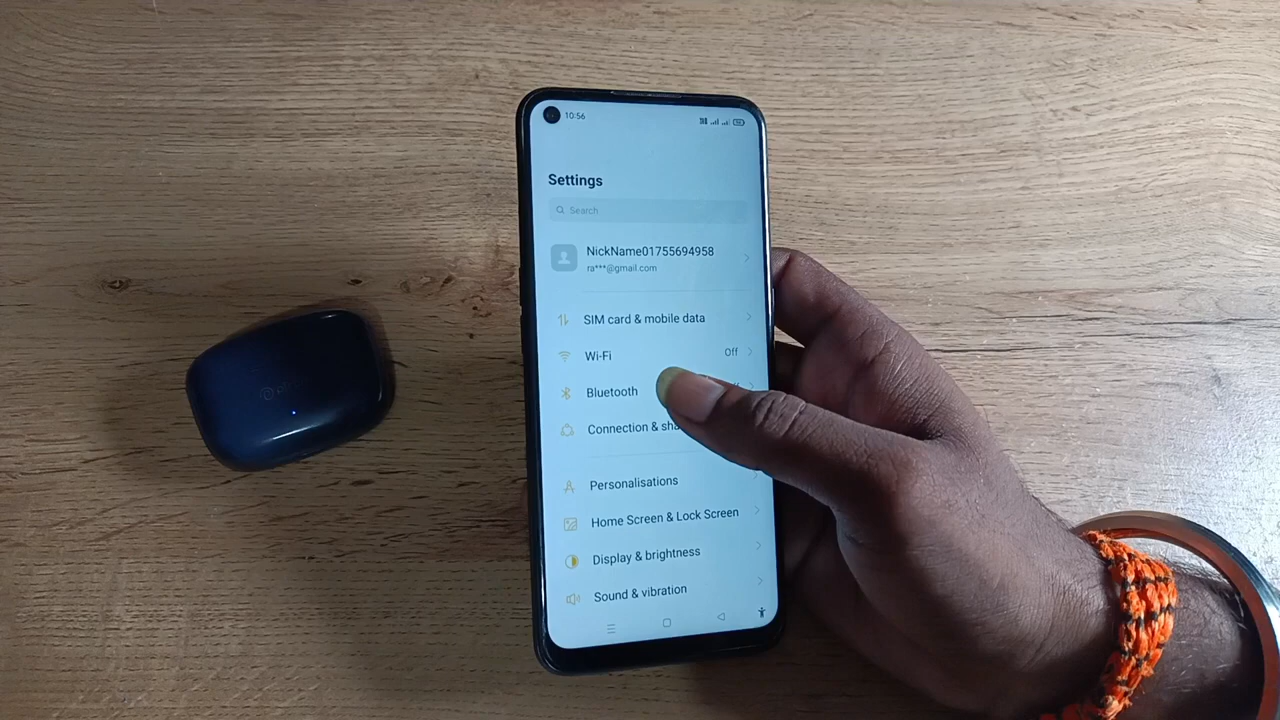 10:56
Settings
Search
NickName01755694958
ra***@gmail.com
SIM card & mobile data
Wi-Fi Off
Bluetooth
Connection &
Personalisations
Home Screen & Lock Screen
Display & brightness
Sound & vibration